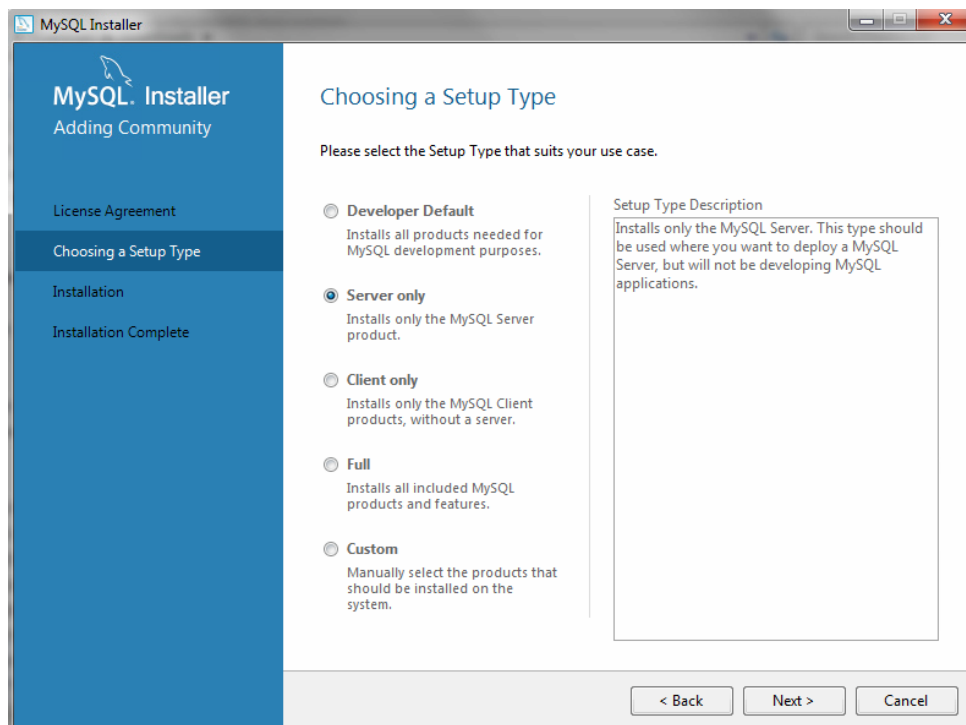 MySQL Installer
MySQL. Installer
Adding Community
License Agreement
Choosing a Setup Type
Installation
Installation Complete
Choosing a Setup Type
Please select the Setup Type that suits your use case.
Developer Default
Installs all products needed for
MySQL development purposes.
Server only
Installs only the MySQL Server
product.
Client only
Installs only the MySQL Client
products, without a server.
Full
Installs all included MySQL
products and features.
Custom
Manually select the products that
should be installed on the
system.
Setup Type Description
Installs only the MySQL Server. This type should
be used where you want to deploy a MySQL
Server, but will not be developing MySQL
applications.
< Back
Next >
Cancel